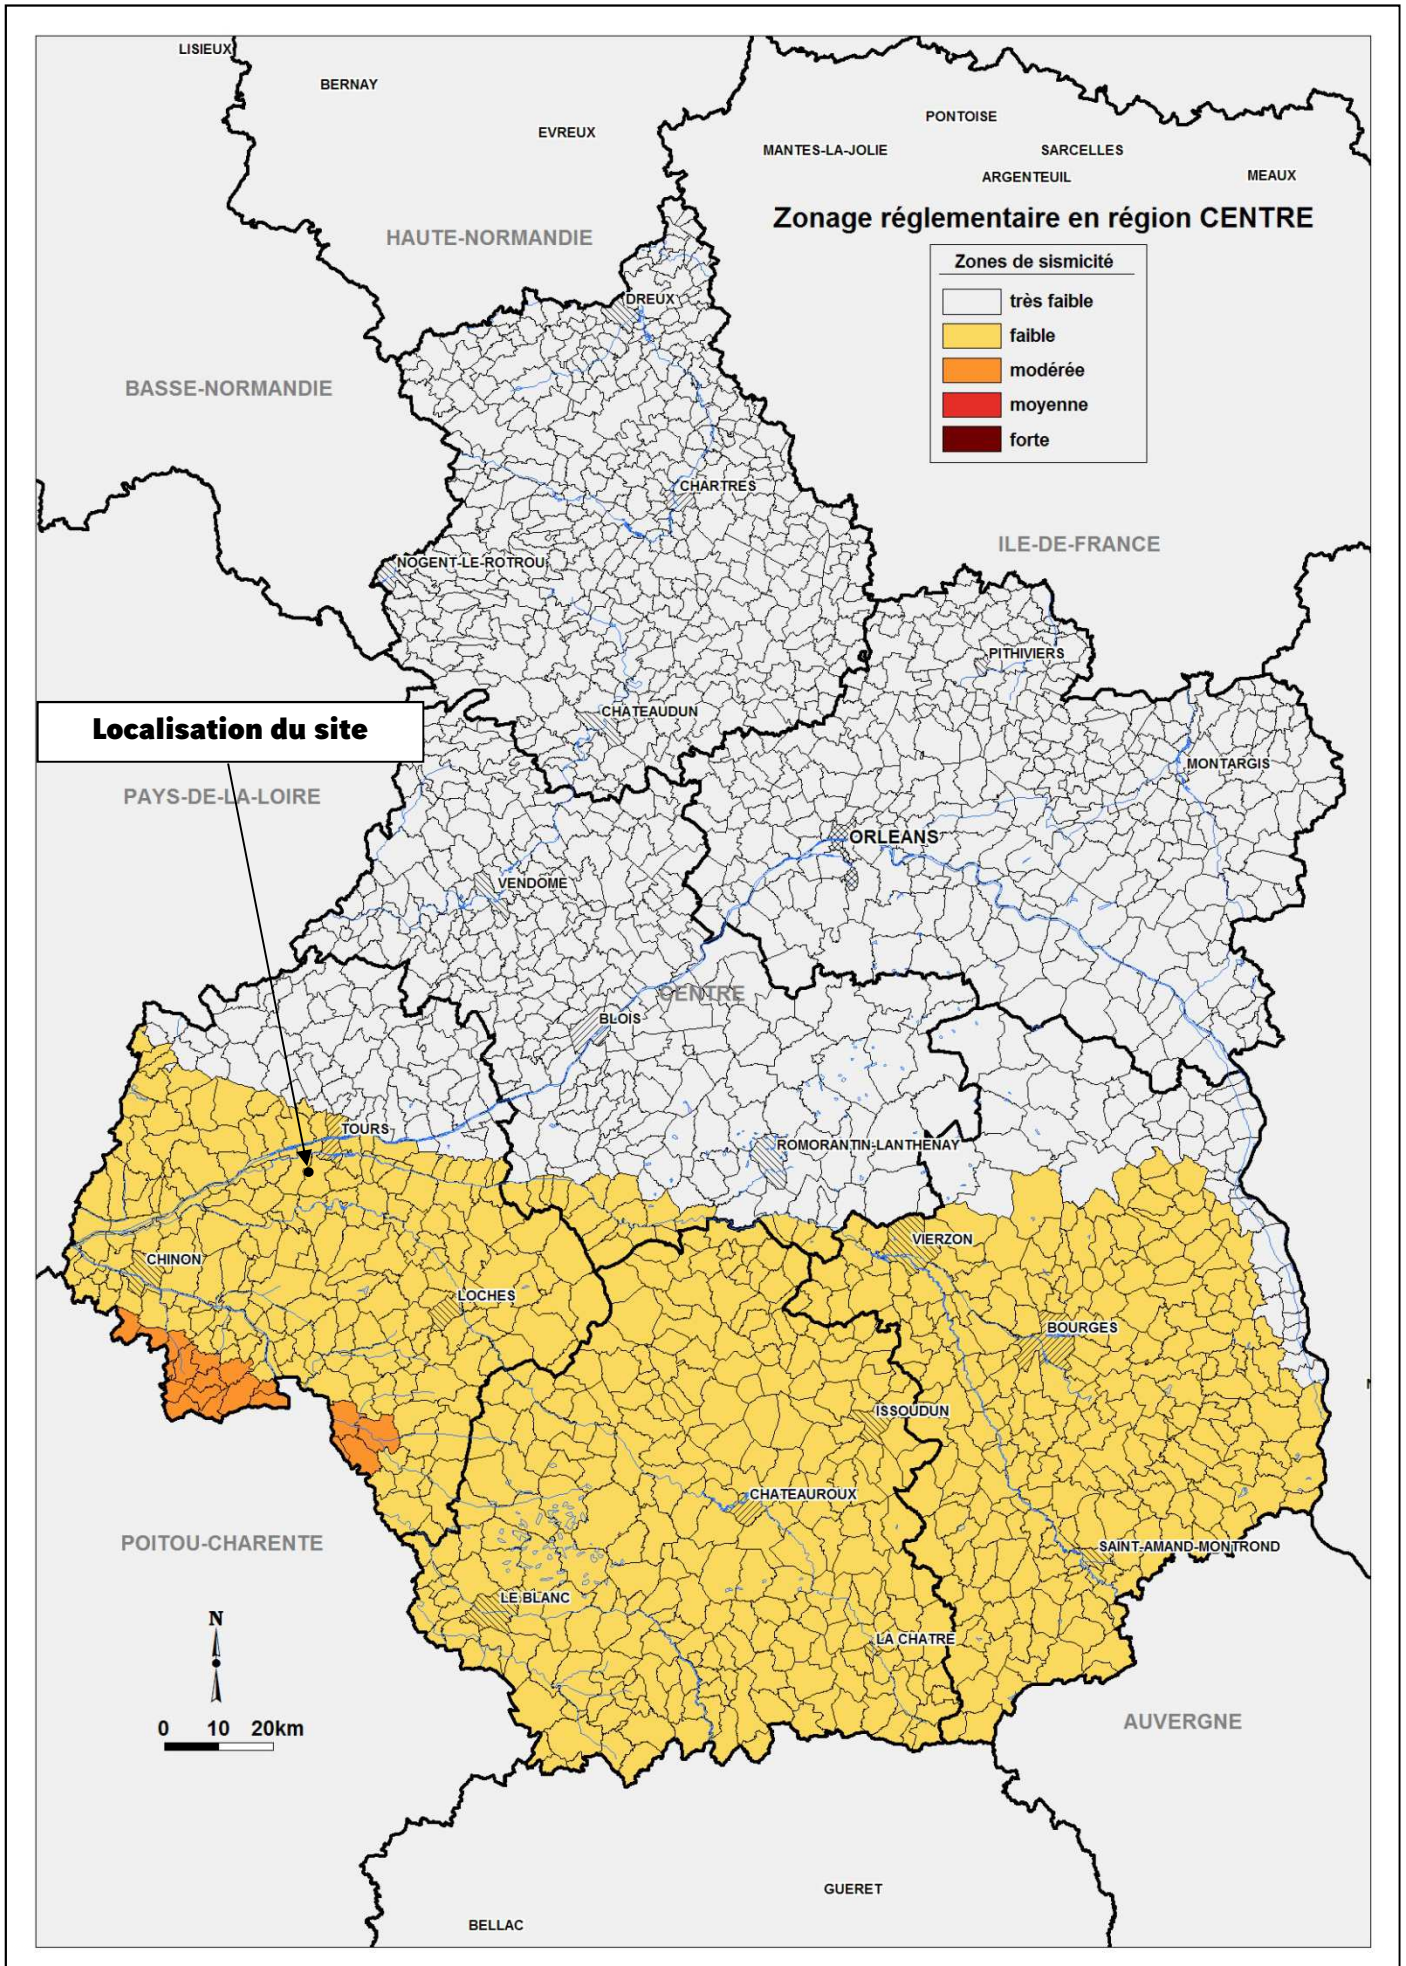 LISIEUX
BERNAY
EVREUX
PONTOISE
MANTES-LA-JOLIE
SARCELLES
ARGENTEUIL
MEAUX
Zonage réglementaire en région CENTRE
HAUTE-NORMANDIE
Zones de sismicité
très faible
faible
modérée
moyenne
forte
DREUX
BASSE-NORMANDIE
CHARTRES
ILE-DE-FRANCE
NOGENT-LE-ROTROU
PITHIVIERS
CHATEAUDUN
Localisation du site
MONTARGIS
PAYS-DE-LA-LOIRE
ORLEANS
VENDOME
CENTRE
BLOIS
TOURS
ROMORANTIN-LANTHENAY
VIERZON
CHINON
LOCHES
BOURGES
ISSOUDUN
CHATEAUROUX
POITOU-CHARENTE
SAINT-AMAND-MONTROND
LE BLANC
N
LA CHATRE
0 10 20km
AUVERGNE
GUERET
BELLAC